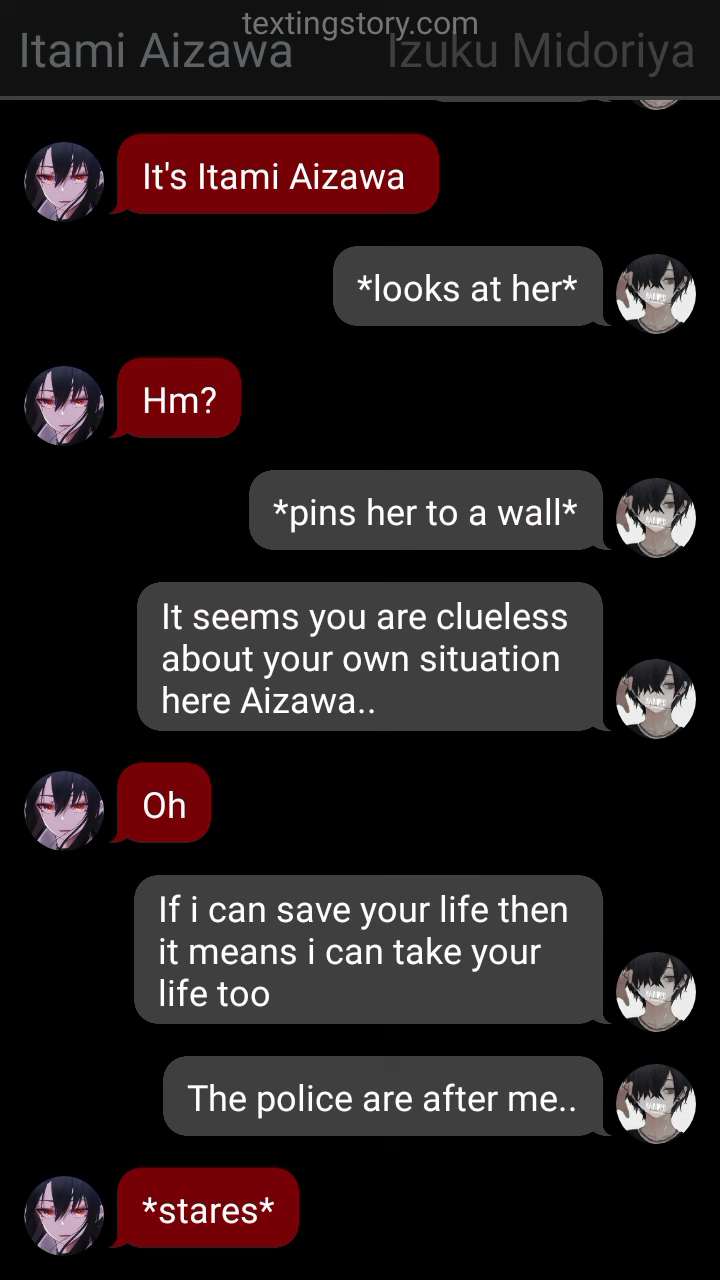 textingstory.com
Itami Aizawa
Izuku Midoriya
It's Itami Aizawa
*looks at her*
Hm?
*pins her to a wall*
It seems you are clueless
about your own situation
here Aizawa..
Oh
If i can save your life then
it means i can take your
life too
The police are after me..
*stares*